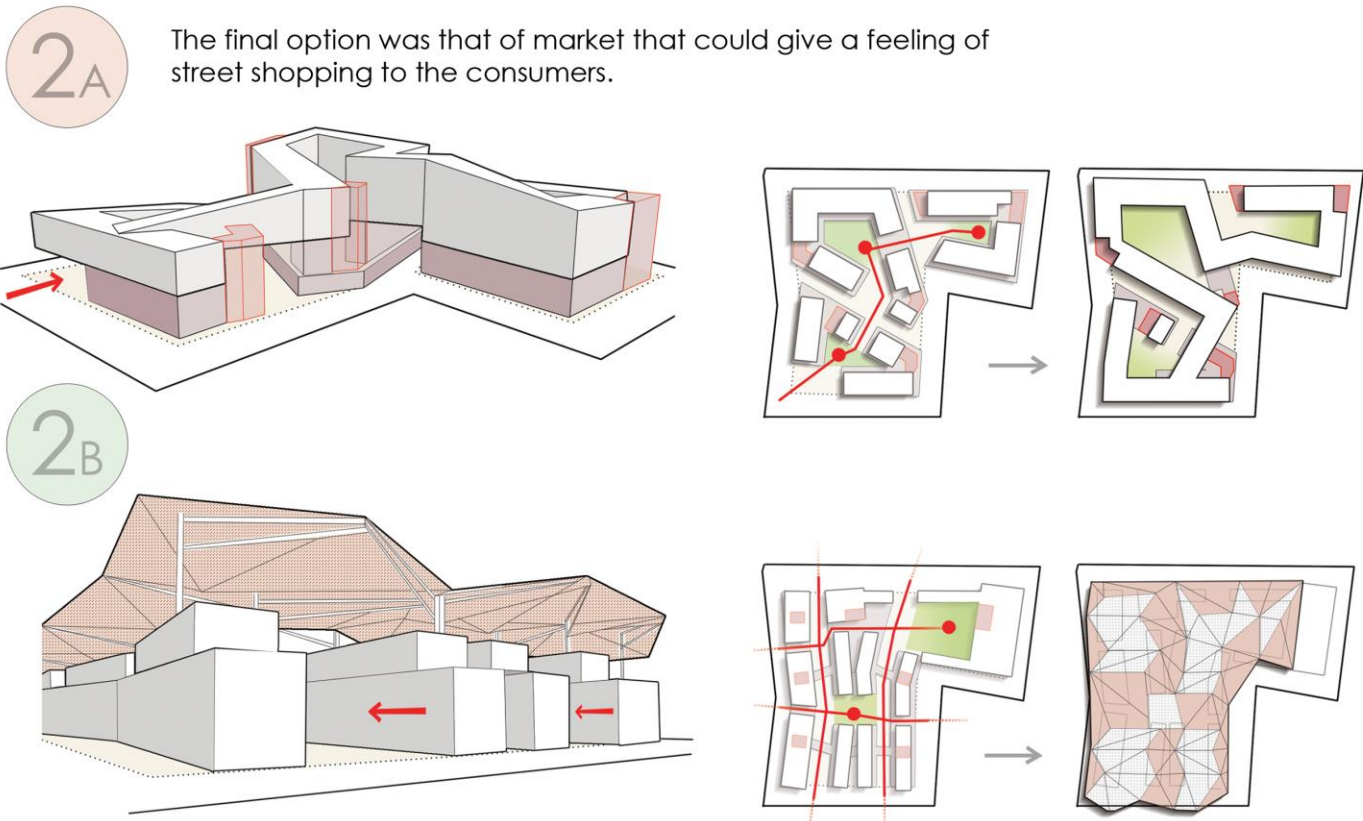 2A
The final option was that of market that could give a feeling of
street shopping to the consumers.
2B